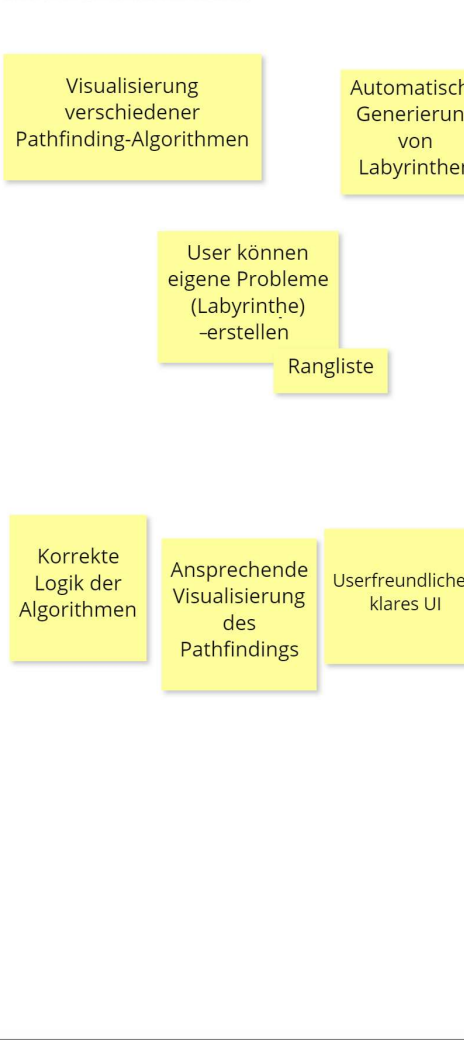 Visualisierung
verschiedener
Pathfinding-Algorithmen
Automatisch
Generierun
von
Labyrinthe
User können
eigene Probleme
(Labyrinthe)
-erstellen
Rangliste
Korrekte
Logik der
Algorithmen
Ansprechende
Visualisierung
des
Pathfindings
Userfreundliche
klares UI